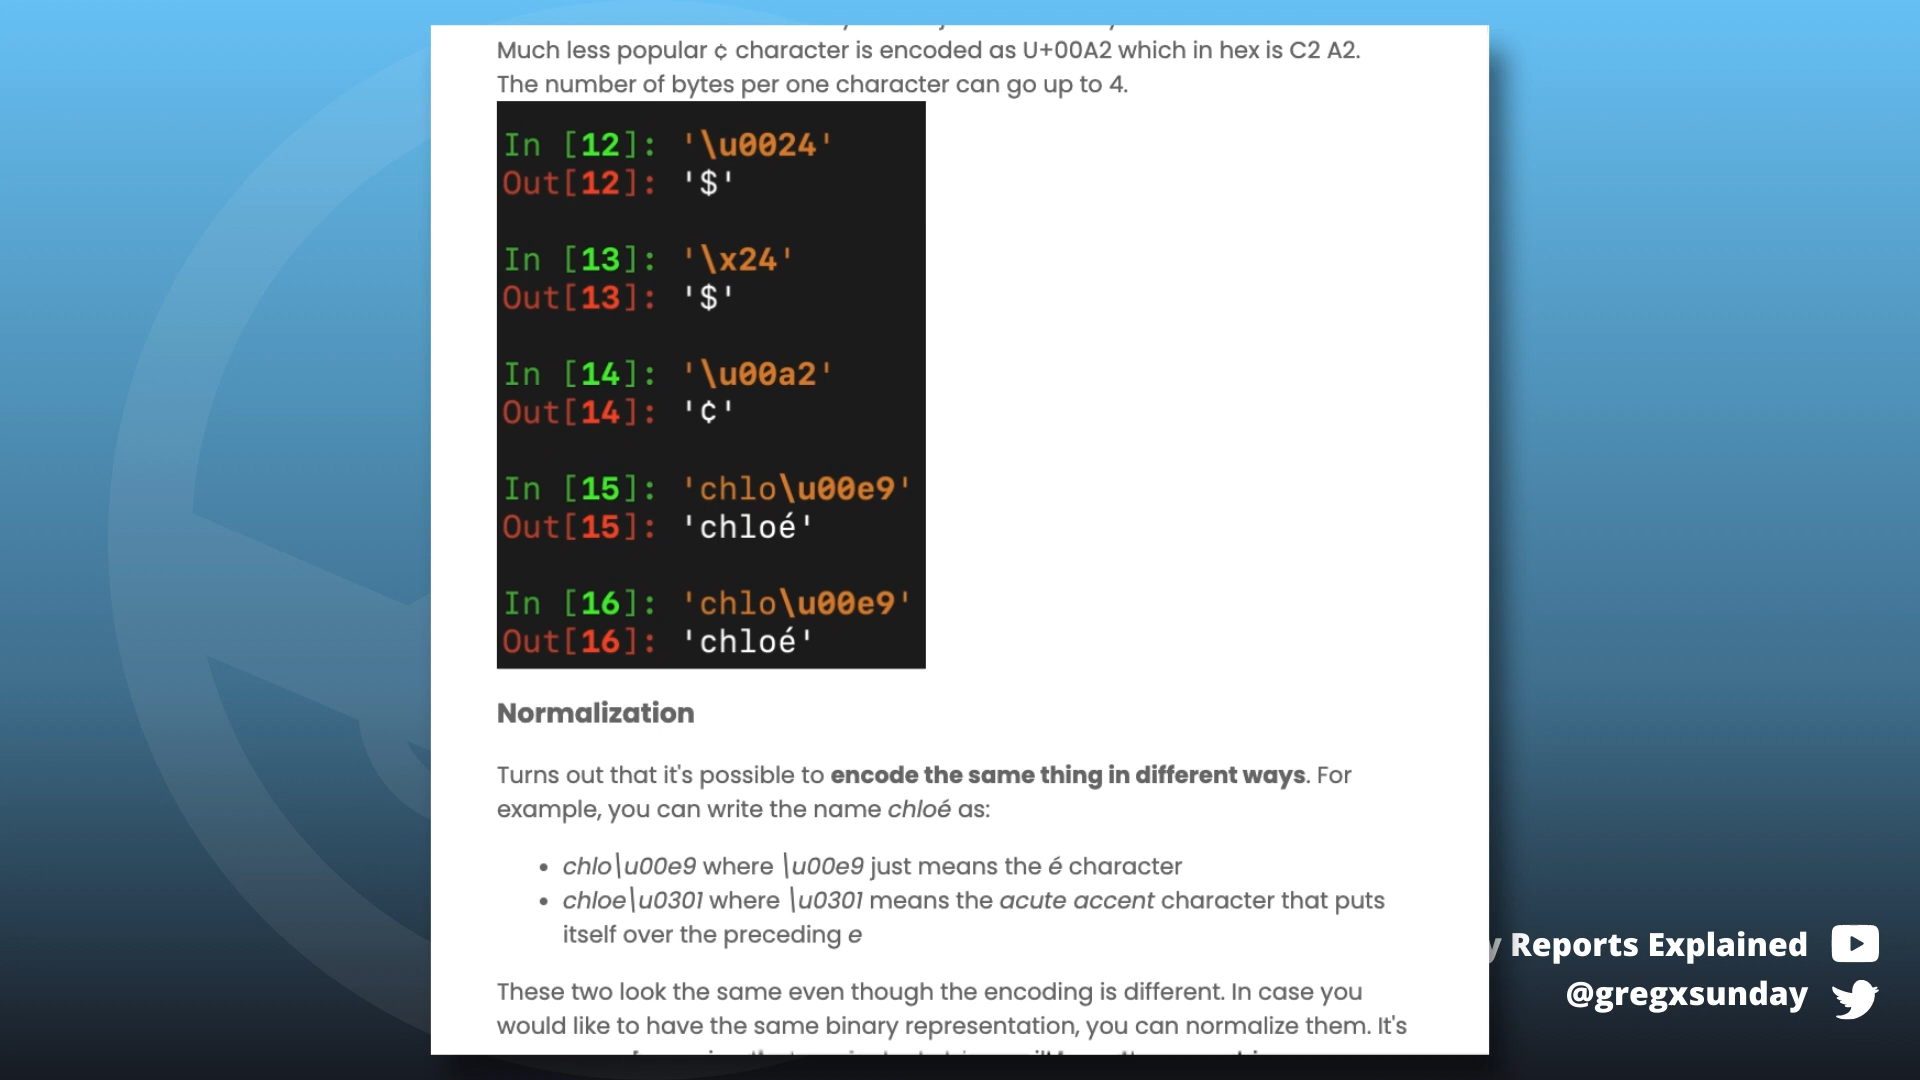 Much less popular ¢ character is encoded as U+00A2 which in hex is C2 A2.
The number of bytes per one character can go up to 4.
In [12]: '\u0024'
Out[12]: '$'
In [13]: '\x24'
Out[13]: '$'
In [14]: '\u00a2'
Out[14]: '¢'
In [15]: 'chlo\u00e9'
Out[15]: 'chloé'
In [16]: 'chlo\u00e9'
Out[16]: 'chloé'
Normalization
Turns out that it's possible to encode the same thing in different ways. For
example, you can write the name chloé as:
• chlo\u00e9 where \u00e9 just means the é character
• chloe\u0301 where \u0301 means the acute accent character that puts
itself over the preceding e
These two look the same even though the encoding is different. In case you
would like to have the same binary representation, you can normalize them. It's
y Reports Explained
@gregxsunday